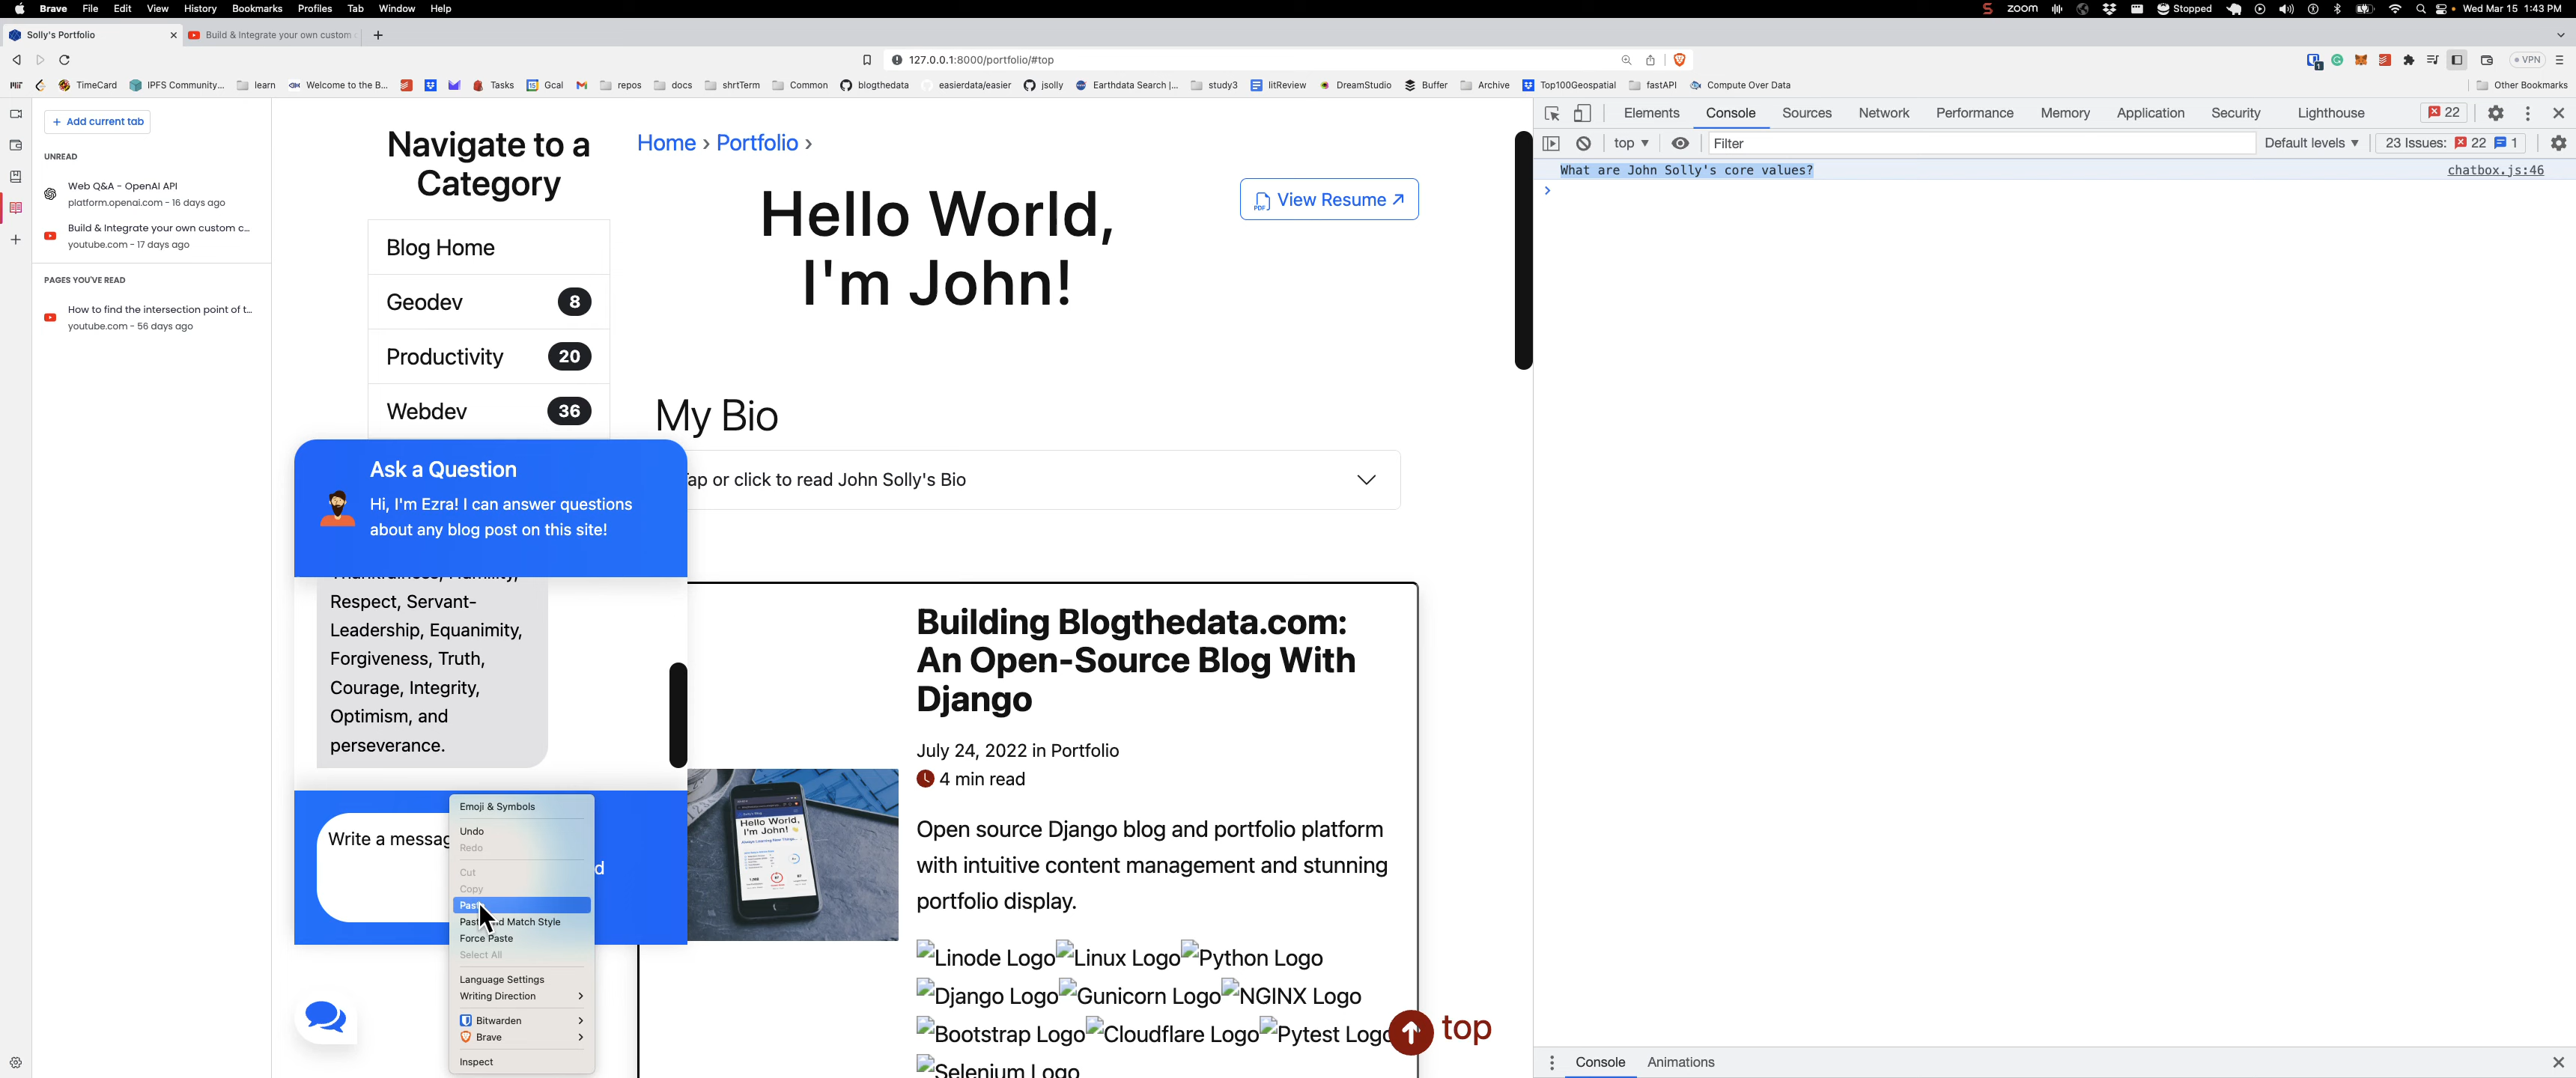 Brave File Edit View History Bookmarks Profiles Tab Window Help
zoom Stopped Wed Mar 15 1:43 PM
Solly's Portfolio
Build & Integrate your own custom c
127.0.0.1:8000/portfolio/#top
VPN
TimeCard IPFS Community... learn Welcome to the B... Tasks Gcal repos docs shrtTerm Common blogthedata easierdata/easier jsolly Earthdata Search |... study3 litReview DreamStudio Buffer Archive Top100Geospatial fastAPI Compute Over Data Other Bookmarks
+ Add current tab
UNREAD
Web Q&A - OpenAI API
platform.openai.com - 16 days ago
Build & Integrate your own custom c...
youtube.com - 17 days ago
PAGES YOU'VE READ
How to find the intersection point of t...
youtube.com - 56 days ago
Navigate to a
Category
Blog Home
Geodev 8
Productivity 20
Webdev 36
Home › Portfolio ›
Hello World,
I'm John!
View Resume
My Bio
ap or click to read John Solly's Bio
Ask a Question
Hi, I'm Ezra! I can answer questions
about any blog post on this site!
Respect, Servant-
Leadership, Equanimity,
Forgiveness, Truth,
Courage, Integrity,
Optimism, and
perseverance.
Write a messag
d
Emoji & Symbols
Undo
Redo
Cut
Copy
Past
Paste and Match Style
Force Paste
Select All
Language Settings
Writing Direction
Bitwarden
Brave
Inspect
Building Blogthedata.com:
An Open-Source Blog With
Django
July 24, 2022 in Portfolio
4 min read
Open source Django blog and portfolio platform
with intuitive content management and stunning
portfolio display.
Hello World,
I'm John!
Linode Logo Linux Logo Python Logo
Django Logo Gunicorn Logo NGINX Logo
Bootstrap Logo Cloudflare Logo Pytest Logo
Selenium Logo
top
Elements Console Sources Network Performance Memory Application Security Lighthouse 22
top Filter Default levels 23 Issues: 22 1
What are John Solly's core values? chatbox.js:46
Console Animations